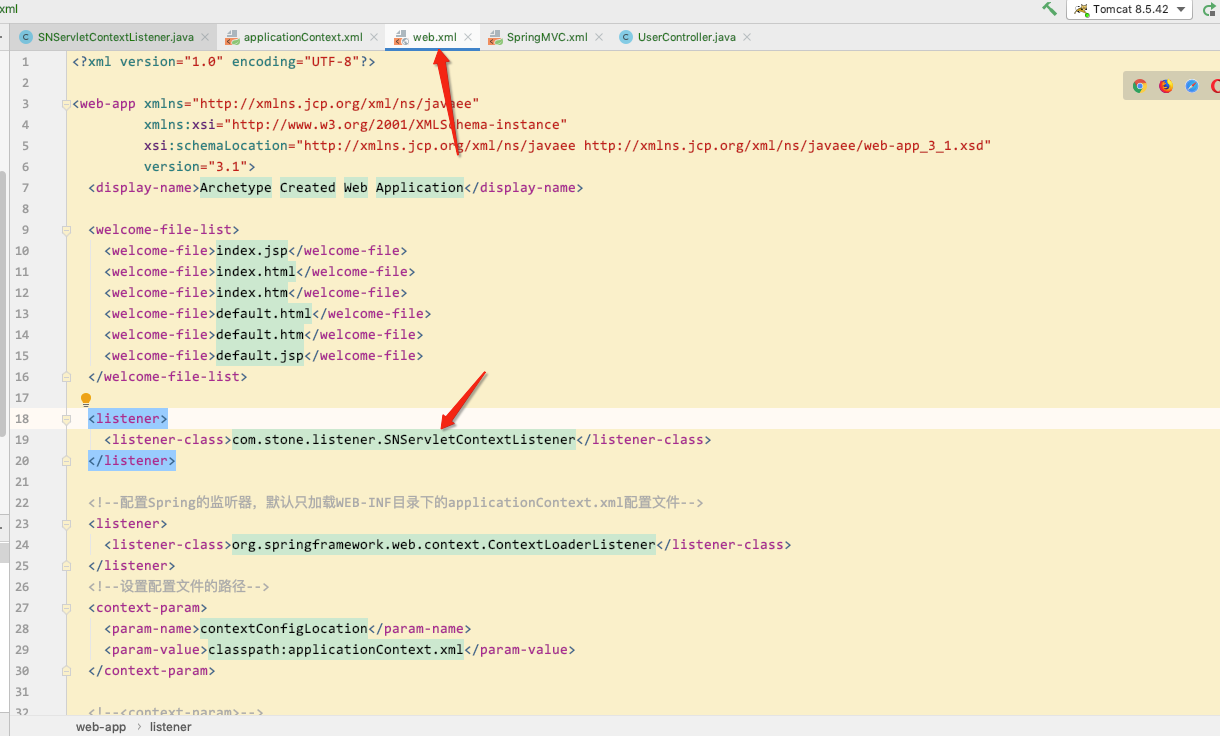 xml
Tomcat 8.5.42
SNServletContextListener.java
applicationContext.xml
web.xml
SpringMVC.xml
UserController.java
1 <?xml version="1.0" encoding="UTF-8"?>
2
3 <web-app xmlns="http://xmlns.jcp.org/xml/ns/javaee"
4 xmlns:xsi="http://www.w3.org/2001/XMLSchema-instance"
5 xsi:schemaLocation="http://xmlns.jcp.org/xml/ns/javaee http://xmlns.jcp.org/xml/ns/javaee/web-app_3_1.xsd"
6 version="3.1">
7 <display-name>Archetype Created Web Application</display-name>
8
9 <welcome-file-list>
10 <welcome-file>index.jsp</welcome-file>
11 <welcome-file>index.html</welcome-file>
12 <welcome-file>index.htm</welcome-file>
13 <welcome-file>default.html</welcome-file>
14 <welcome-file>default.htm</welcome-file>
15 <welcome-file>default.jsp</welcome-file>
16 </welcome-file-list>
17
18 <listener>
19 <listener-class>com.stone.listener.SNServletContextListener</listener-class>
20 </listener>
21
22 <!--配置Spring的监听器，默认只加载WEB-INF目录下的applicationContext.xml配置文件-->
23 <listener>
24 <listener-class>org.springframework.web.context.ContextLoaderListener</listener-class>
25 </listener>
26 <!--设置配置文件的路径-->
27 <context-param>
28 <param-name>contextConfigLocation</param-name>
29 <param-value>classpath:applicationContext.xml</param-value>
30 </context-param>
31
32 <!--<context-param>-->
web-app › listener